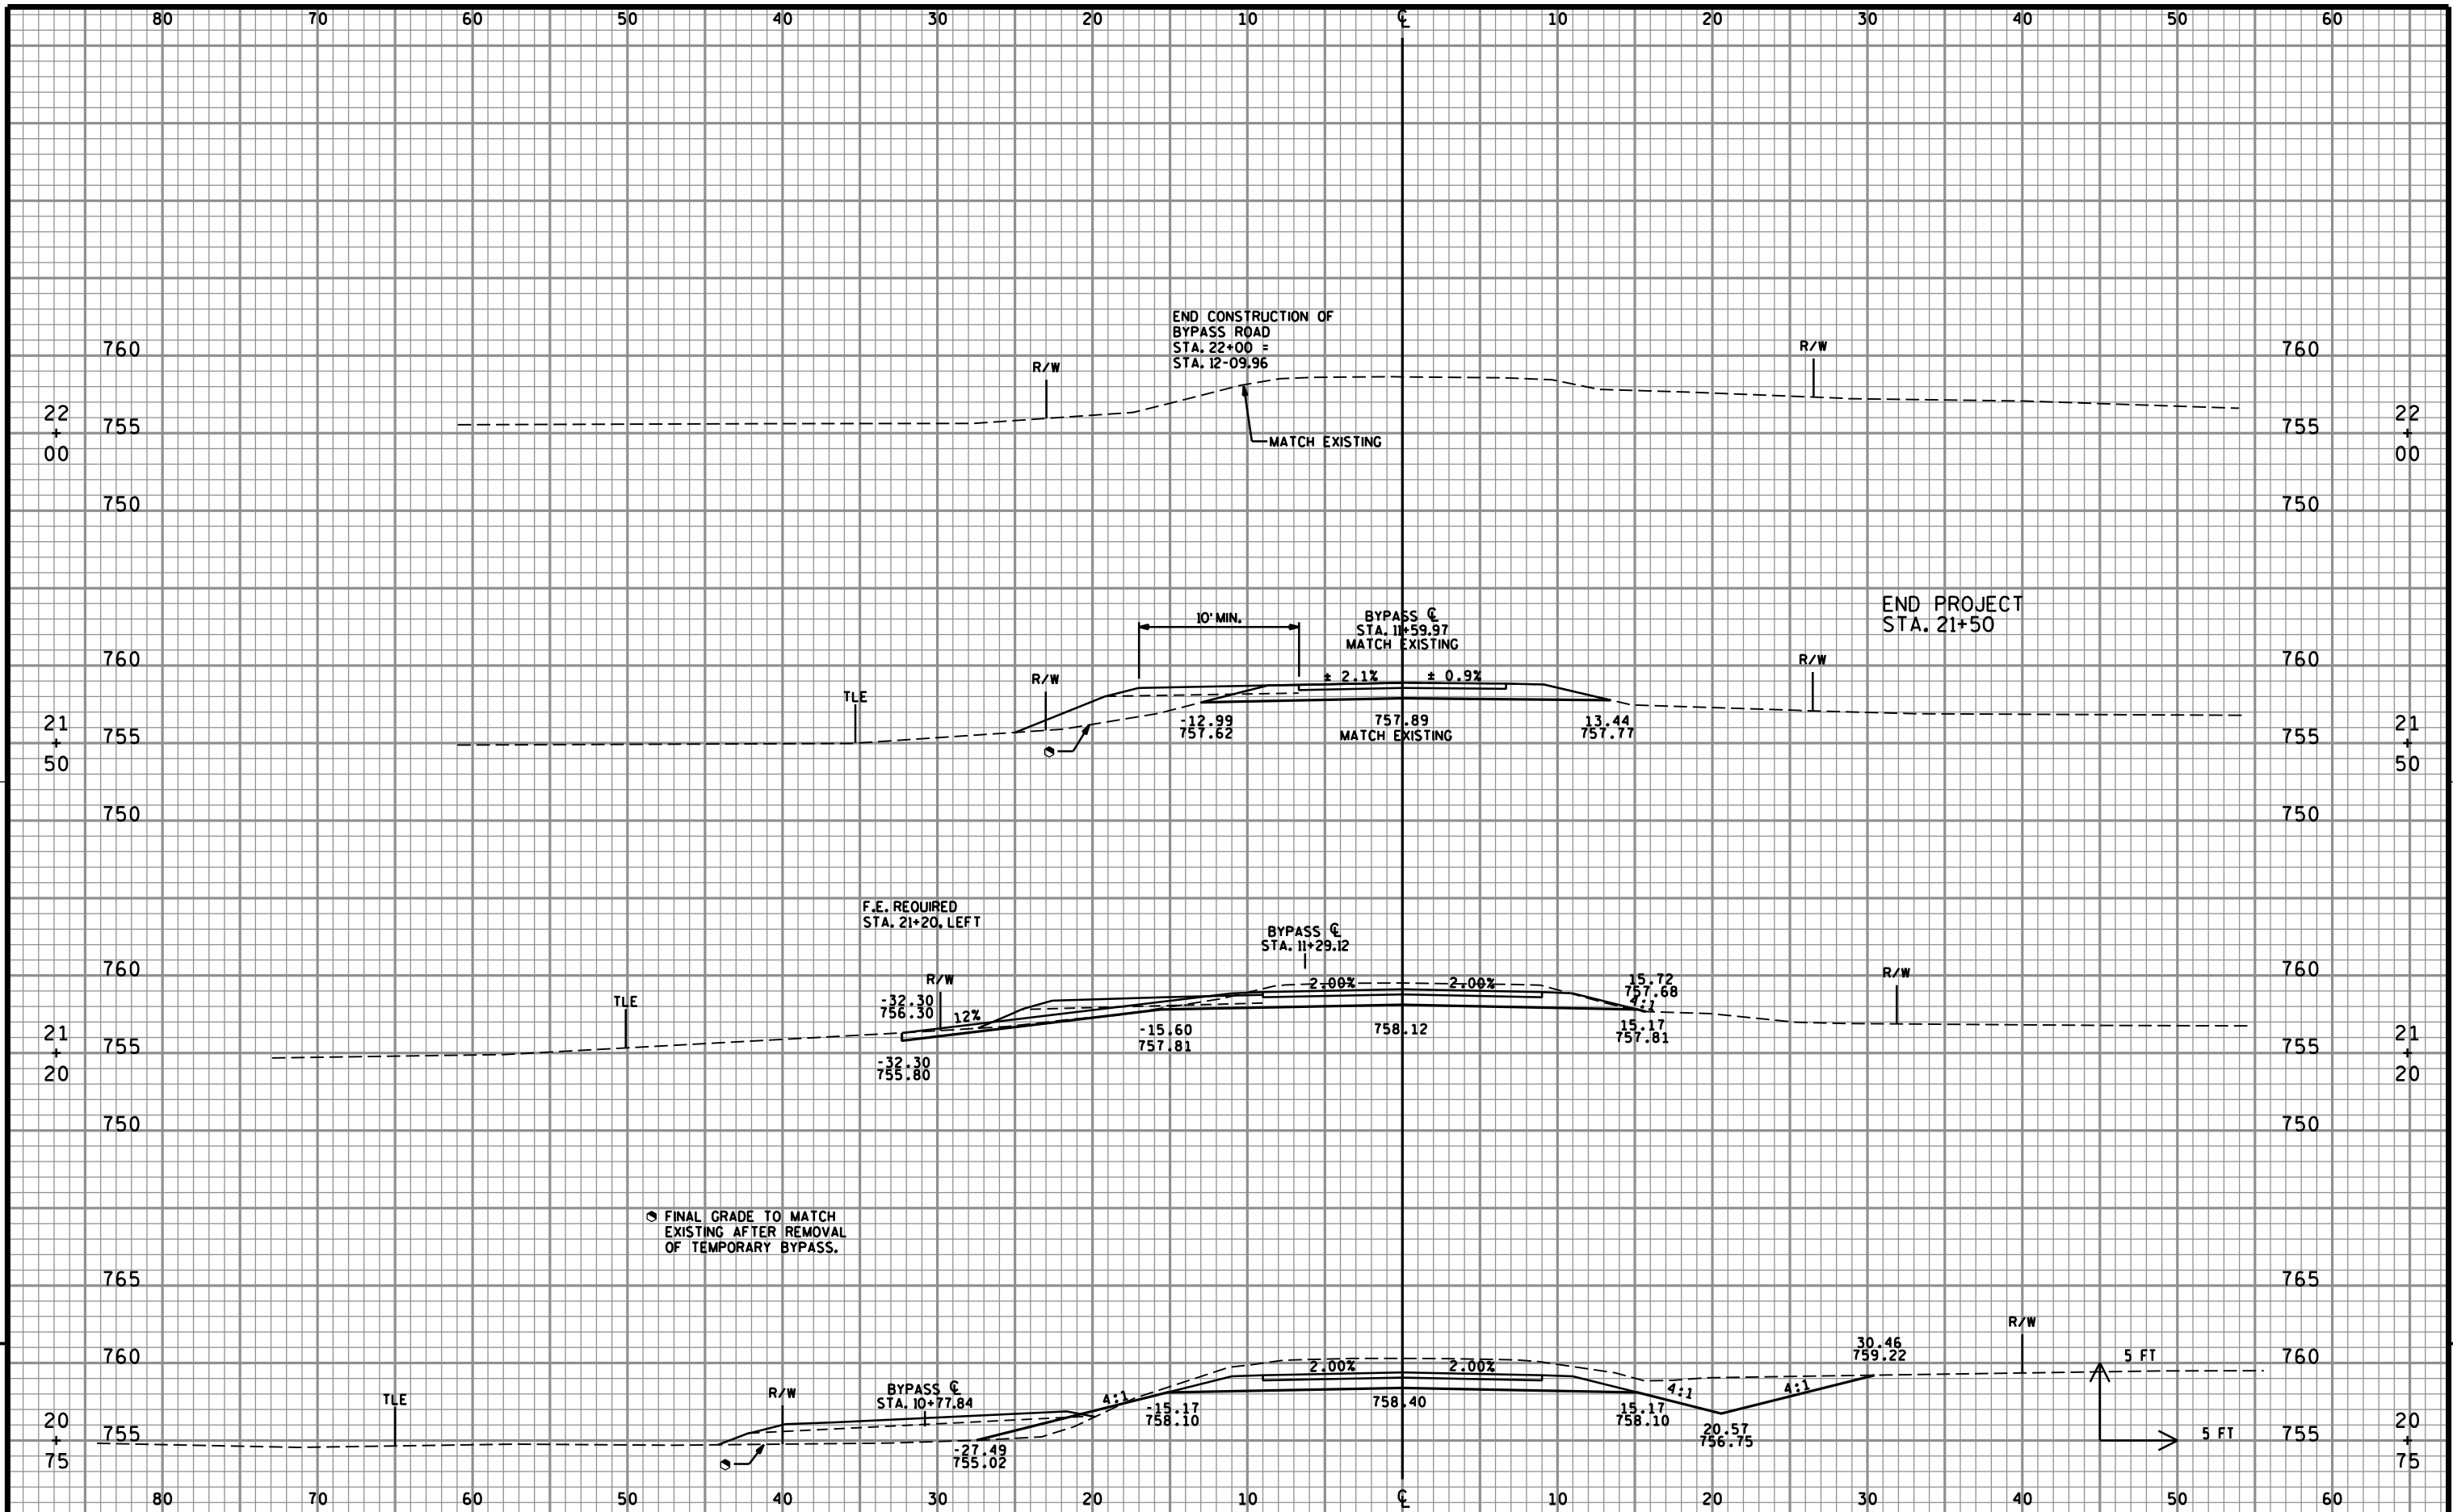 80 70 60 50 40 30 20 10 ℄ 10 20 30 40 50 60
END CONSTRUCTION OF
BYPASS ROAD
STA. 22+00 =
STA. 12-09.96
760 R/W R/W 760
22
+
00
755 755
22
+
00
MATCH EXISTING
750 750
END PROJECT
STA. 21+50
10' MIN.
BYPASS ℄
STA. 11+59.97
MATCH EXISTING
760 R/W ± 2.1% ± 0.9% R/W 760
TLE
21
+
50
755 755
21
+
50
-12.99
757.62
757.89
MATCH EXISTING
13.44
757.77
750 750
F.E. REQUIRED
STA. 21+20, LEFT
BYPASS ℄
STA. 11+29.12
760 R/W 2.00% 2.00% R/W 760
TLE
-32.30
756.30
12%
15.72
757.68
4:1
21
+
20
755 755
21
+
20
-15.60
757.81
758.12
15.17
757.81
-32.30
755.80
750 750
FINAL GRADE TO MATCH
EXISTING AFTER REMOVAL
OF TEMPORARY BYPASS.
765 765
R/W
760 760
30.46
759.22
5 FT
2.00% 2.00%
TLE R/W
BYPASS ℄
STA. 10+77.84
4:1 4:1 4:1
-15.17
758.10
758.40
15.17
758.10
20.57
756.75
20
+
75
755 755
5 FT
20
+
75
-27.49
755.02
80 70 60 50 40 30 20 10 ℄ 10 20 30 40 50 60